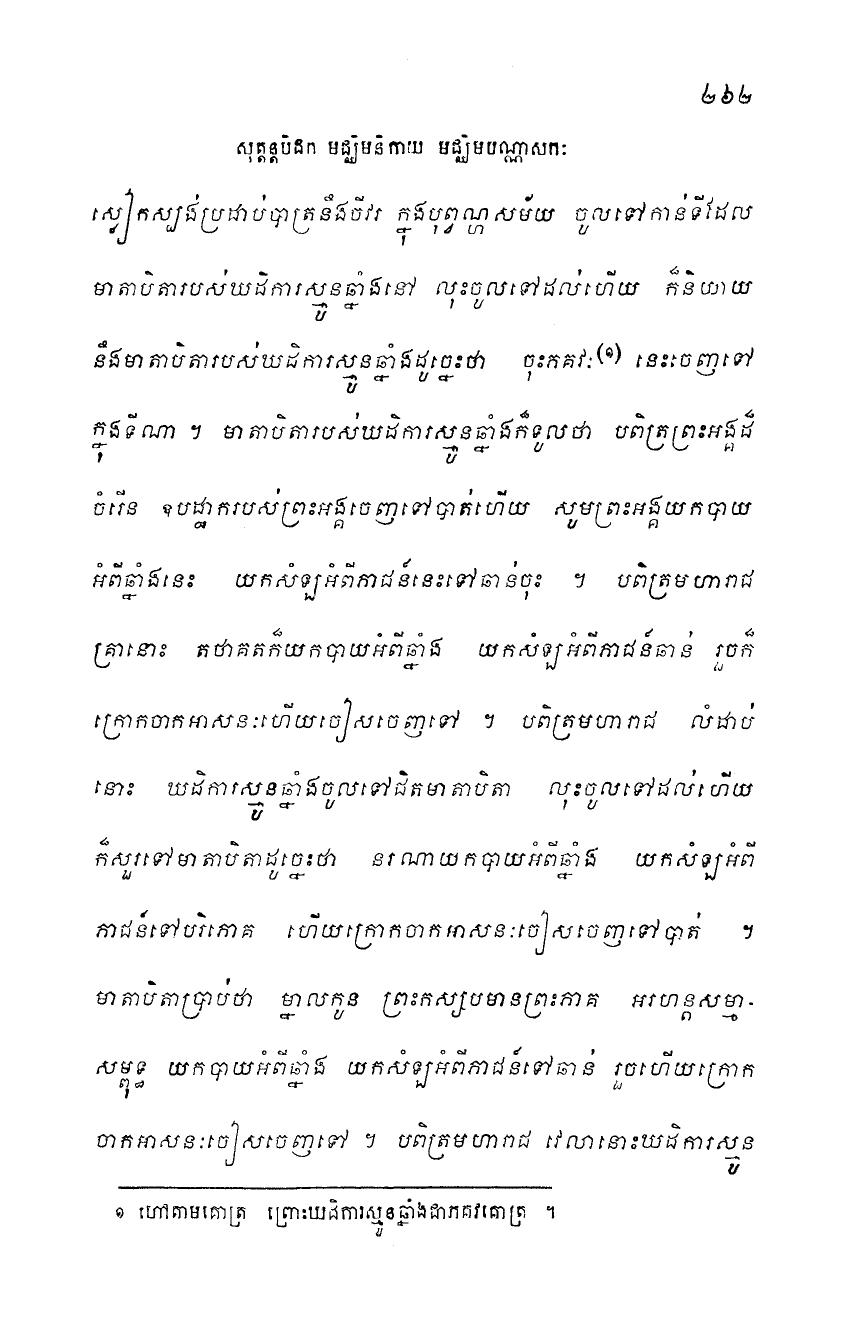 ២៦២
សុត្តន្តបិដក មជ្ឈិមនិកាយ មជ្ឈិមបណ្ណាសកៈ
ស្លៀកស្បង់ប្រដាប់បាត្រនឹងចីវរ ក្នុងបុព្វណ្ហសម័យ ចូលទៅកាន់ទីដែល
មាតាបិតារបស់ឃដិការស្មូនឆ្នាំងនៅ លុះចូលទៅដល់ហើយ ក៏និយាយ
នឹងមាតាបិតារបស់ឃដិការស្មូនឆ្នាំងដូច្នេះថា ចុះភគវៈ(១) នេះចេញទៅ
ក្នុងទីណា ។ មាតាបិតារបស់ឃដិការស្មូនឆ្នាំងក៏ទូលថា បពិត្រព្រះអង្គដ៏
ចំរើន ឧបដ្ឋាករបស់ព្រះអង្គចេញទៅបាត់ហើយ សូមព្រះអង្គយកបាយ
អំពីឆ្នាំងនេះ យកសំឡអំពីភាជន៍នេះទៅឆាន់ចុះ ។ បពិត្រមហារាជ
គ្រានោះ តថាគតក៏យកបាយអំពីឆ្នាំង យកសំឡអំពីភាជន៍ឆាន់ រួចក៏
ក្រោកចាកអាសនៈហើយចៀសចេញទៅ ។ បពិត្រមហារាជ លំដាប់
នោះ ឃដិការស្មូនឆ្នាំងចូលទៅជិតមាតាបិតា លុះចូលទៅដល់ហើយ
ក៏សួរទៅមាតាបិតាដូច្នេះថា នរណាយកបាយអំពីឆ្នាំង យកសំឡអំពី
ភាជន៍ទៅបរិភោគ ហើយក្រោកចាកអាសនៈចៀសចេញទៅបាត់ ។
មាតាបិតាប្រាប់ថា ម្នាលកូន ព្រះកស្សបមានព្រះភាគ អរហន្តសម្មា-
សម្ពុទ្ធ យកបាយអំពីឆ្នាំង យកសំឡអំពីភាជន៍ទៅឆាន់ រួចហើយក្រោក
ចាកអាសនៈចៀសចេញទៅ ។ បពិត្រមហារាជ វេលានោះឃដិការស្មូន
១ ហៅតាមគោត្រ ព្រោះឃដិការស្មូនឆ្នាំងជាភគវគោត្រ ។